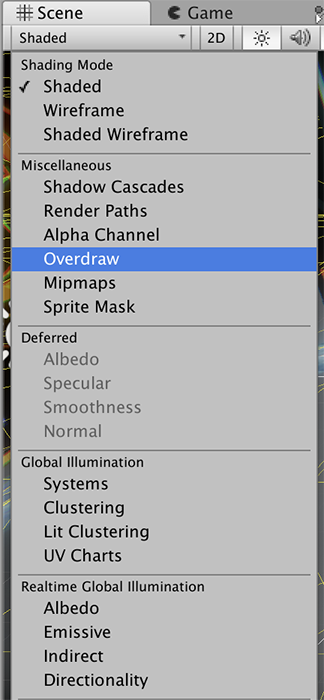 Scene Game
Shaded 2D
Shading Mode
✓ Shaded
Wireframe
Shaded Wireframe
Miscellaneous
Shadow Cascades
Render Paths
Alpha Channel
Overdraw
Mipmaps
Sprite Mask
Deferred
Albedo
Specular
Smoothness
Normal
Global Illumination
Systems
Clustering
Lit Clustering
UV Charts
Realtime Global Illumination
Albedo
Emissive
Indirect
Directionality